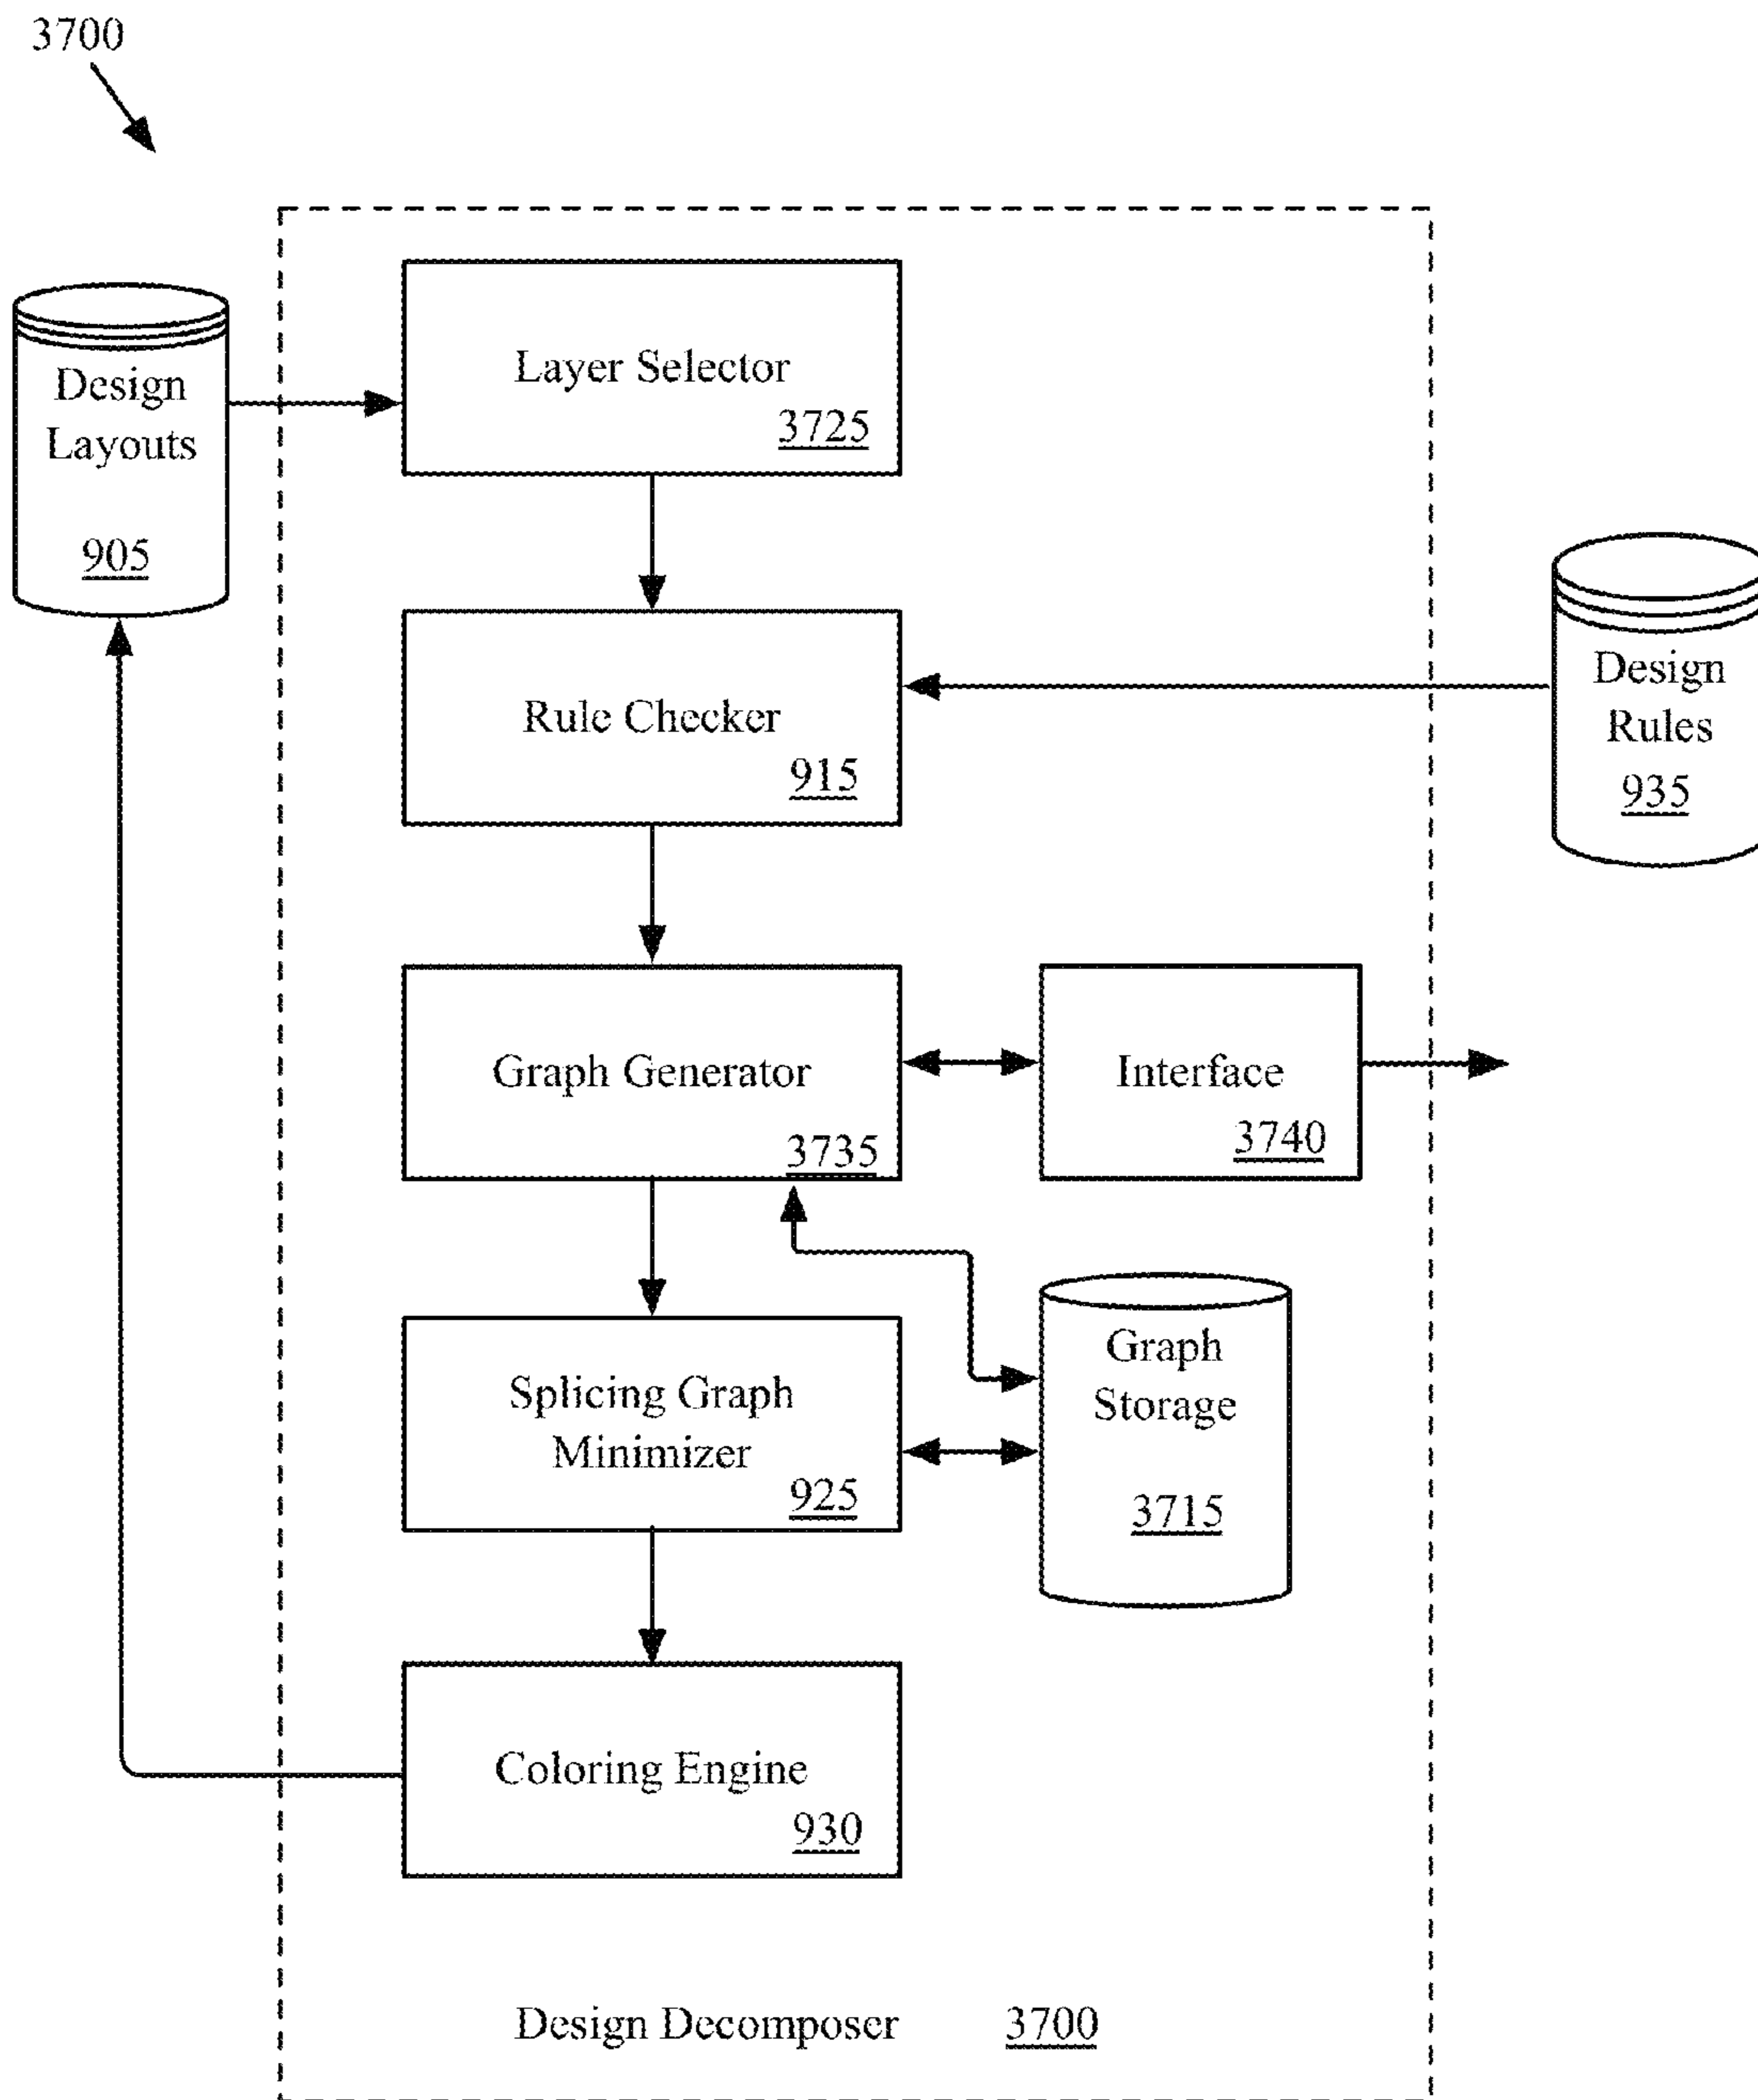 3700
Design
Layouts
905
Layer Selector
3725
Rule Checker
915
Design
Rules
935
Graph Generator
3735
Interface
3740
Splicing Graph
Minimizer
925
Graph
Storage
3715
Coloring Engine
930
Design Decomposer 3700